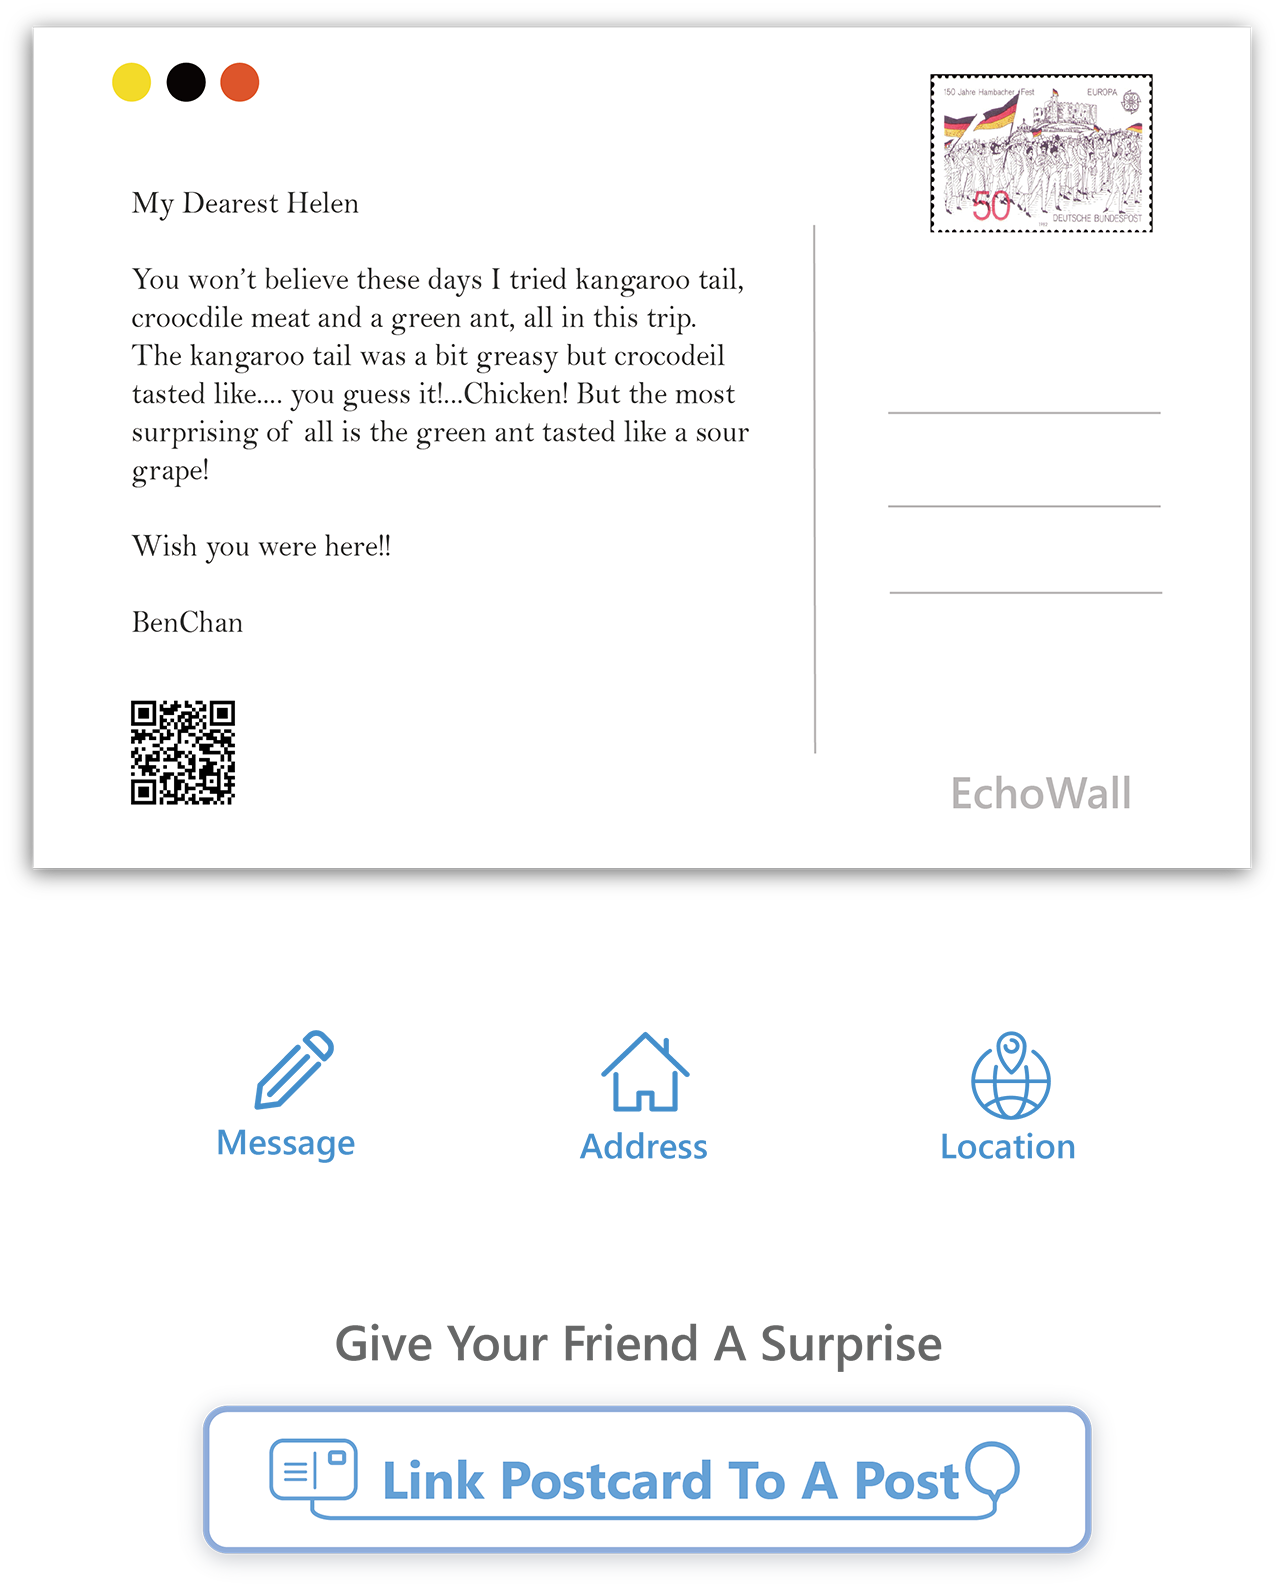 150 Jahre Hambacher Fest EUROPA
50
1982
DEUTSCHE BUNDESPOST
My Dearest Helen
You won't believe these days I tried kangaroo tail,
croocdile meat and a green ant, all in this trip.
The kangaroo tail was a bit greasy but crocodeil
tasted like.... you guess it!...Chicken! But the most
surprising of all is the green ant tasted like a sour
grape!
Wish you were here!!
BenChan
EchoWall
Message
Address
Location
Give Your Friend A Surprise
Link Postcard To A Post